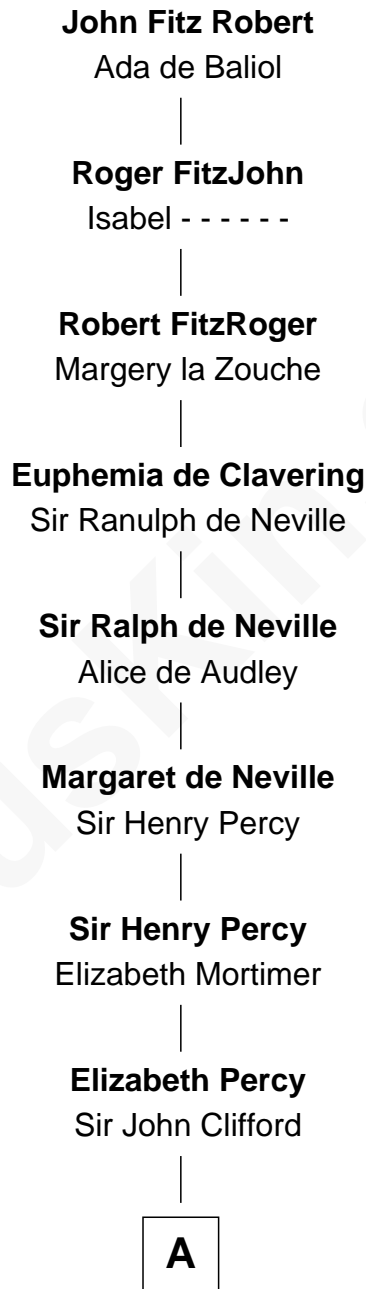 John Fitz Robert
Ada de Baliol
Roger FitzJohn
Isabel - - - - - -
Robert FitzRoger
Margery la Zouche
Euphemia de Clavering
Sir Ranulph de Neville
Sir Ralph de Neville
Alice de Audley
Margaret de Neville
Sir Henry Percy
Sir Henry Percy
Elizabeth Mortimer
Elizabeth Percy
Sir John Clifford
A